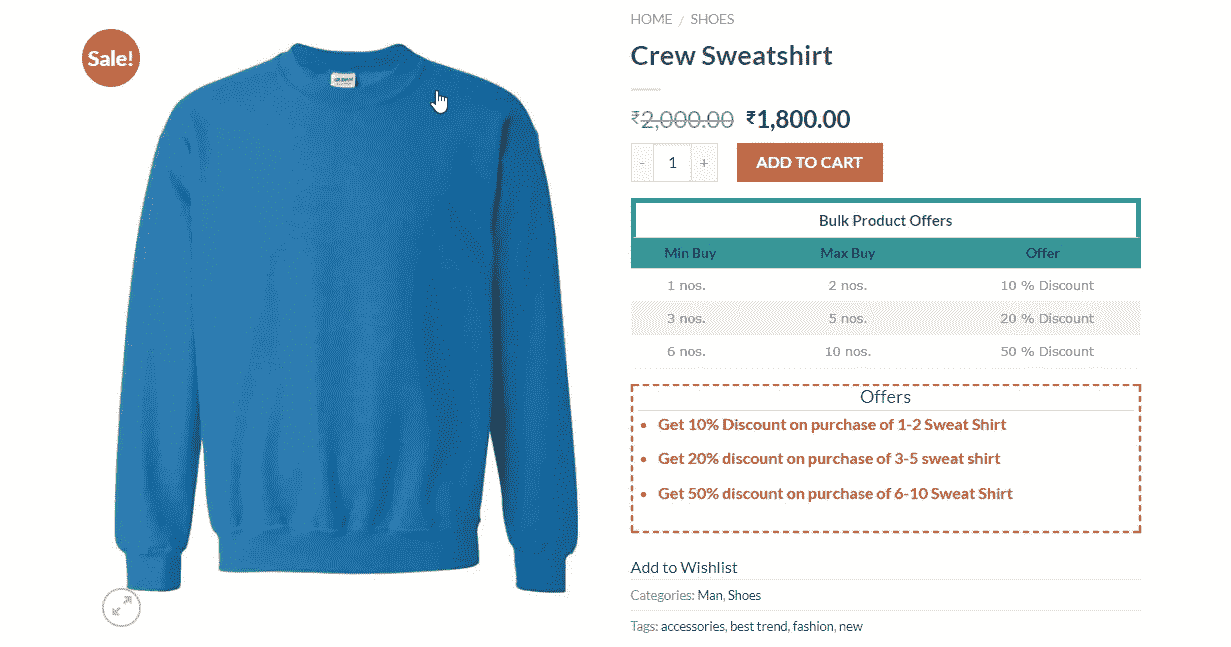 Sale!
HOME / SHOES
Crew Sweatshirt
₹2,000.00 ₹1,800.00
- 1 + ADD TO CART
Bulk Product Offers
Min Buy Max Buy Offer
1 nos. 2 nos. 10 % Discount
3 nos. 5 nos. 20 % Discount
6 nos. 10 nos. 50 % Discount
Offers
• Get 10% Discount on purchase of 1-2 Sweat Shirt
• Get 20% discount on purchase of 3-5 sweat shirt
• Get 50% discount on purchase of 6-10 Sweat Shirt
Add to Wishlist
Categories: Man, Shoes
Tags: accessories, best trend, fashion, new